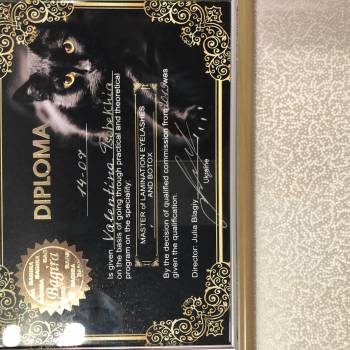 DIPLOMA
14-09
Is given Valentina
on the basis of going through practical and theoretical
program on the speciality:
MASTER of LAMINATION EYELASHES
AND BOTOX
By the decision of qualified commission from 2015 was
given the qualification.
Director: Julia Blagiy
Ukraine
Bagira